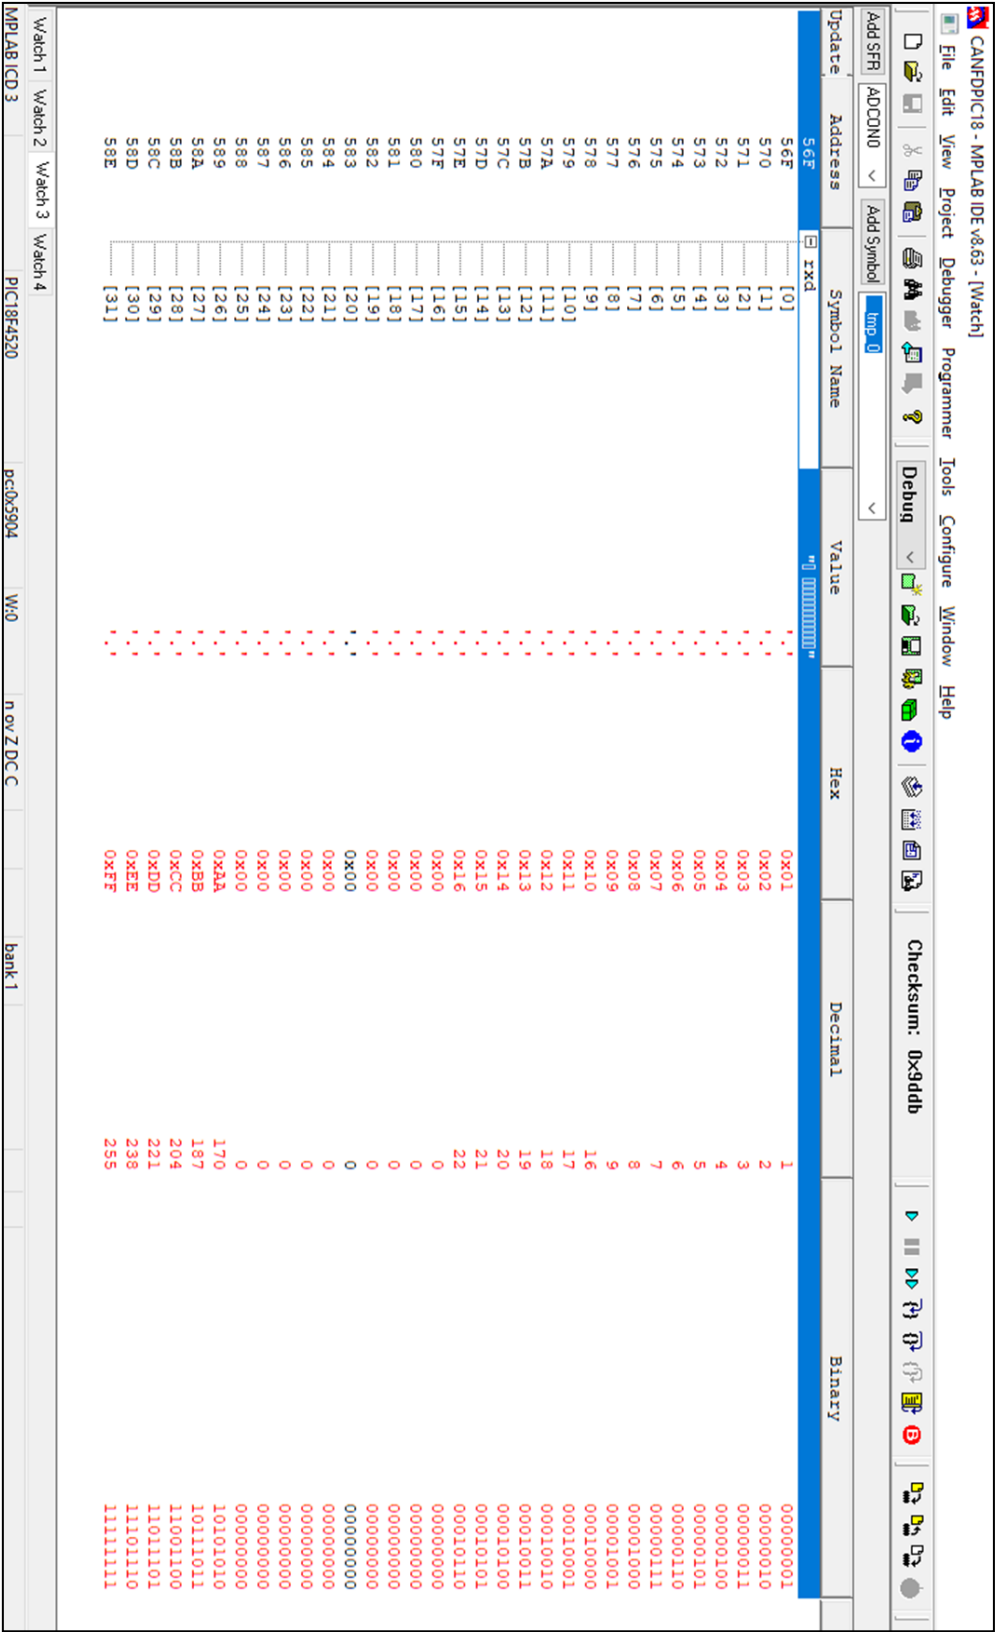 CANFDPIC18 - MPLAB IDE v8.63 - [Watch]
File Edit View Project Debugger Programmer Tools Configure Window Help
Debug Checksum: 0x9ddb
Add SFR ADCON0 Add Symbol tmp_0
Update Address Symbol Name Value Hex Decimal Binary
56F rxd
56F [0] '.' 0x01 1 00000001
570 [1] '.' 0x02 2 00000010
571 [2] '.' 0x03 3 00000011
572 [3] '.' 0x04 4 00000100
573 [4] '.' 0x05 5 00000101
574 [5] '.' 0x06 6 00000110
575 [6] '.' 0x07 7 00000111
576 [7] '.' 0x08 8 00001000
577 [8] '.' 0x09 9 00001001
578 [9] '.' 0x10 16 00010000
579 [10] '.' 0x11 17 00010001
57A [11] '.' 0x12 18 00010010
57B [12] '.' 0x13 19 00010011
57C [13] '.' 0x14 20 00010100
57D [14] '.' 0x15 21 00010101
57E [15] '.' 0x16 22 00010110
57F [16] '.' 0x00 0 00000000
580 [17] '.' 0x00 0 00000000
581 [18] '.' 0x00 0 00000000
582 [19] '.' 0x00 0 00000000
583 [20] '.' 0x00 0 00000000
584 [21] '.' 0x00 0 00000000
585 [22] '.' 0x00 0 00000000
586 [23] '.' 0x00 0 00000000
587 [24] '.' 0x00 0 00000000
588 [25] '.' 0x00 0 00000000
589 [26] '.' 0xAA 170 10101010
58A [27] '.' 0xBB 187 10111011
58B [28] '.' 0xCC 204 11001100
58C [29] '.' 0xDD 221 11011101
58D [30] '.' 0xEE 238 11101110
58E [31] '.' 0xFF 255 11111111
Watch 1 Watch 2 Watch 3 Watch 4
MPLAB ICD 3 PIC18F4520 pc:0x5904 W:0 n ov Z DC C bank 1